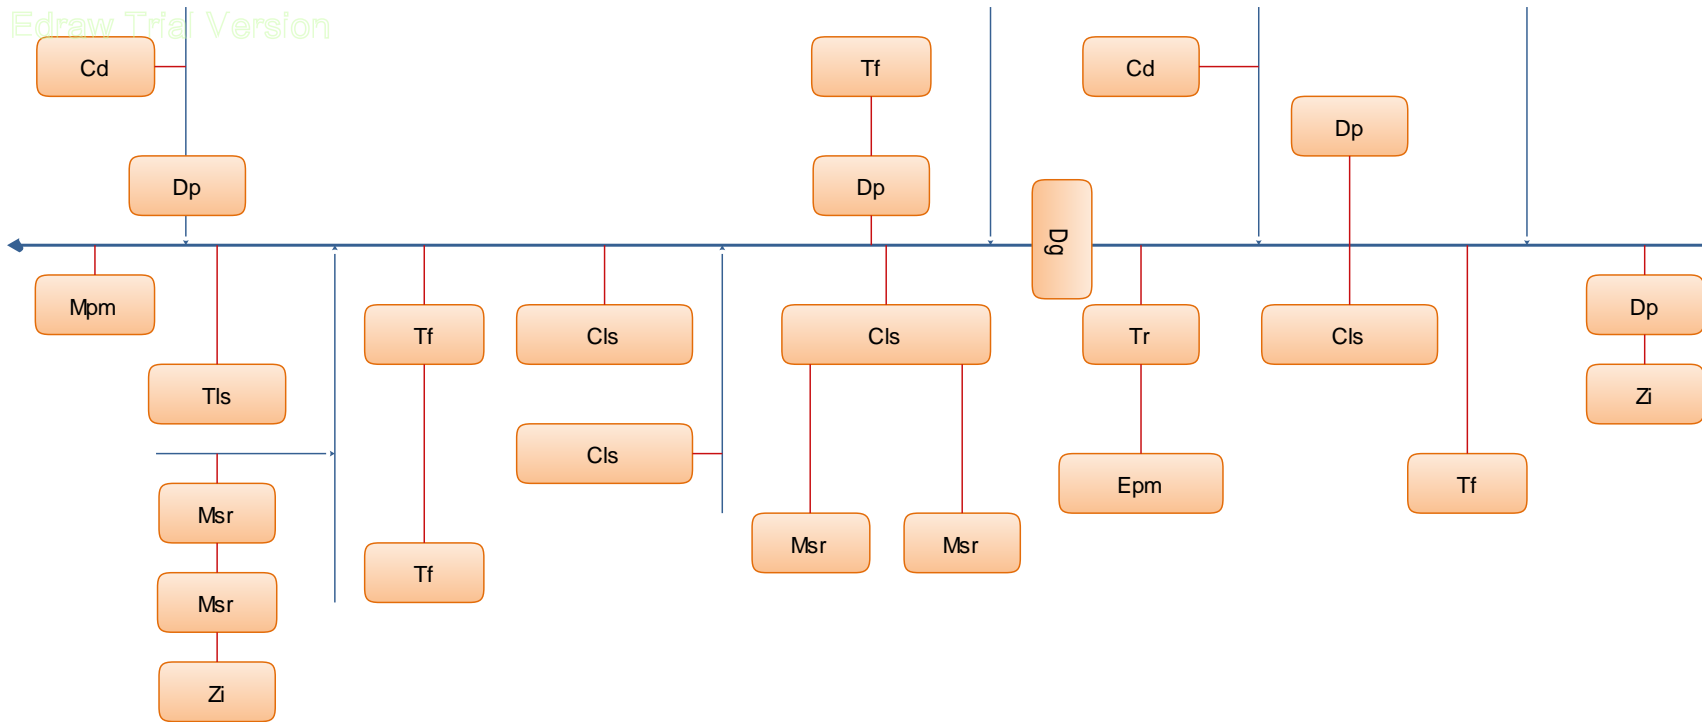 Edraw Trial Version
Cd
Tf
Cd
Dp
Dp
Dp
Dg
Mpm
Tf
Cls
Cls
Tr
Cls
Dp
Tls
Zi
Cls
Epm
Tf
Msr
Msr
Msr
Tf
Msr
Zi